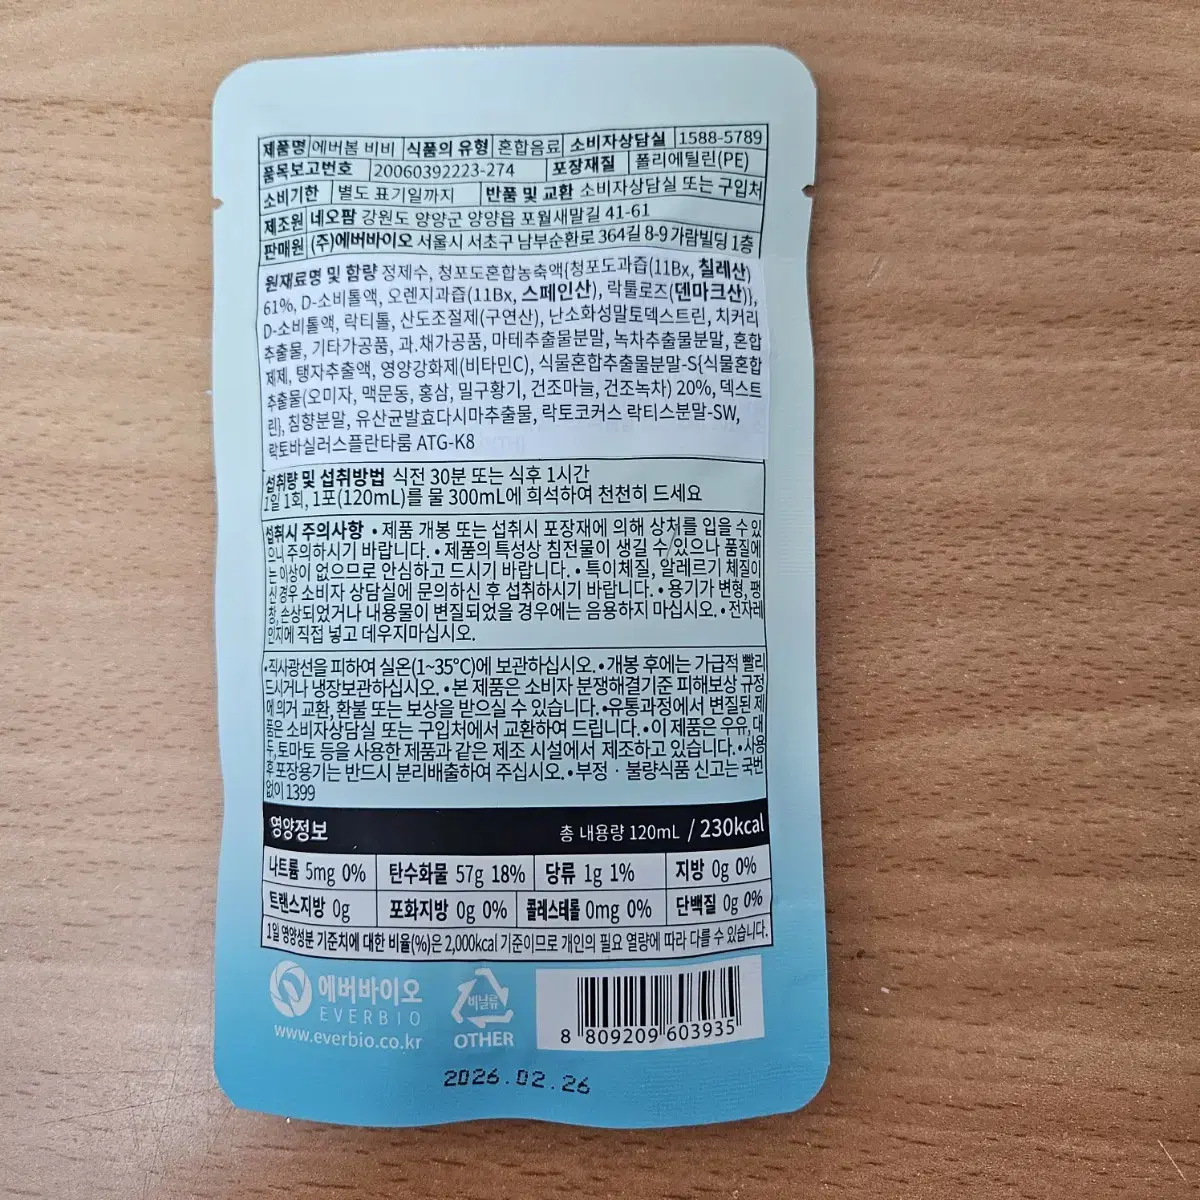 제품명 에버봄 비비 식품의 유형 혼합음료 소비자상담실 1588-5789
품목보고번호 20060392223-274 포장재질 폴리에틸린(PE)
소비기한 별도 표기일까지 반품 및 교환 소비자상담실 또는 구입처
제조원 네오팜 강원도 양양군 양양읍 포월새말길 41-61
판매원 (주)에버바이오 서울시 서초구 남부순환로 364길 8-9 가람빌딩 1층
원재료명 및 함량 정제수, 청포도혼합농축액{청포도과즙(11Bx, 칠레산)
61%, D-소비톨액, 오렌지과즙(11Bx, 스페인산), 락툴로즈(덴마크산)},
D-소비톨액, 락티톨, 산도조절제(구연산), 난소화성말토덱스트린, 치커리
추출물, 기타가공품, 과.채가공품, 마테추출물분말, 녹차추출물분말, 혼합
제제, 탱자추출액, 영양강화제(비타민C), 식물혼합추출물분말-S{식물혼합
추출물(오미자, 맥문동, 홍삼, 밀구황기, 건조마늘, 건조녹차) 20%, 덱스트
린}, 침향분말, 유산균발효다시마추출물, 락토코커스 락티스분말-SW,
락토바실러스플란타룸 ATG-K8
섭취량 및 섭취방법 식전 30분 또는 식후 1시간
1일 1회, 1포(120mL)를 물 300mL에 희석하여 천천히 드세요
섭취시 주의사항 • 제품 개봉 또는 섭취시 포장재에 의해 상처를 입을 수 있
으니 주의하시기 바랍니다. • 제품의 특성상 침전물이 생길 수 있으나 품질에
는 이상이 없으므로 안심하고 드시기 바랍니다. • 특이체질, 알레르기 체질이
신 경우 소비자 상담실에 문의하신 후 섭취하시기 바랍니다. • 용기가 변형, 팽
창, 손상되었거나 내용물이 변질되었을 경우에는 음용하지 마십시오. • 전자레
인지에 직접 넣고 데우지마십시오.
•직사광선을 피하여 실온(1~35℃)에 보관하십시오. • 개봉 후에는 가급적 빨리
드시거나 냉장보관하십시오. • 본 제품은 소비자 분쟁해결기준 피해보상 규정
에 의거 교환, 환불 또는 보상을 받으실 수 있습니다. •유통과정에서 변질된 제
품은 소비자상담실 또는 구입처에서 교환하여 드립니다. • 이 제품은 우유, 대
두, 토마토 등을 사용한 제품과 같은 제조 시설에서 제조하고 있습니다. •사용
후 포장용기는 반드시 분리배출하여 주십시오. • 부정 · 불량식품 신고는 국번
없이 1399
영양정보 총 내용량 120mL / 230kcal
나트륨 5mg 0% 탄수화물 57g 18% 당류 1g 1% 지방 0g 0%
트랜스지방 0g 포화지방 0g 0% 콜레스테롤 0mg 0% 단백질 0g 0%
1일 영양성분 기준치에 대한 비율(%)은 2,000kcal 기준이므로 개인의 필요 열량에 따라 다를 수 있습니다.
에버바이오
EVERBIO
www.everbio.co.kr
비닐류
OTHER
8 809209 603935
2026.02.26